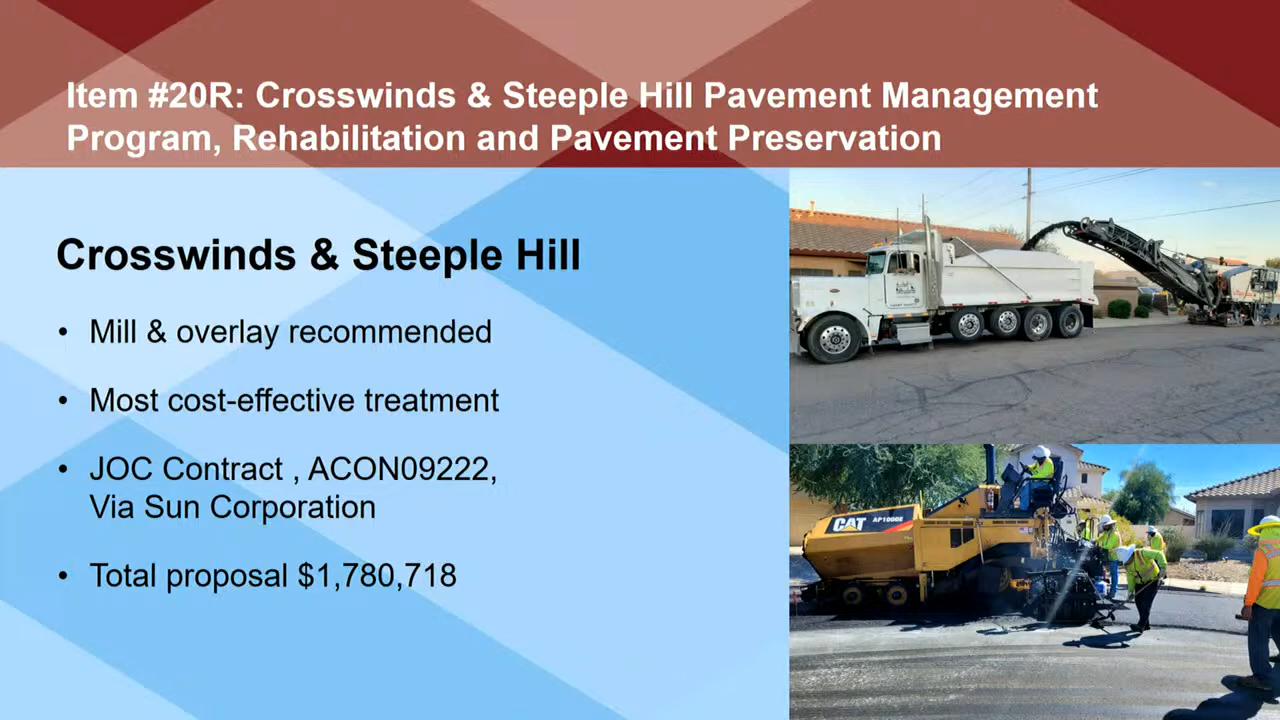 Item #20R: Crosswinds & Steeple Hill Pavement Management
Program, Rehabilitation and Pavement Preservation
Crosswinds & Steeple Hill
• Mill & overlay recommended
• Most cost-effective treatment
• JOC Contract , ACON09222,
Via Sun Corporation
• Total proposal $1,780,718
CAT AP1000E